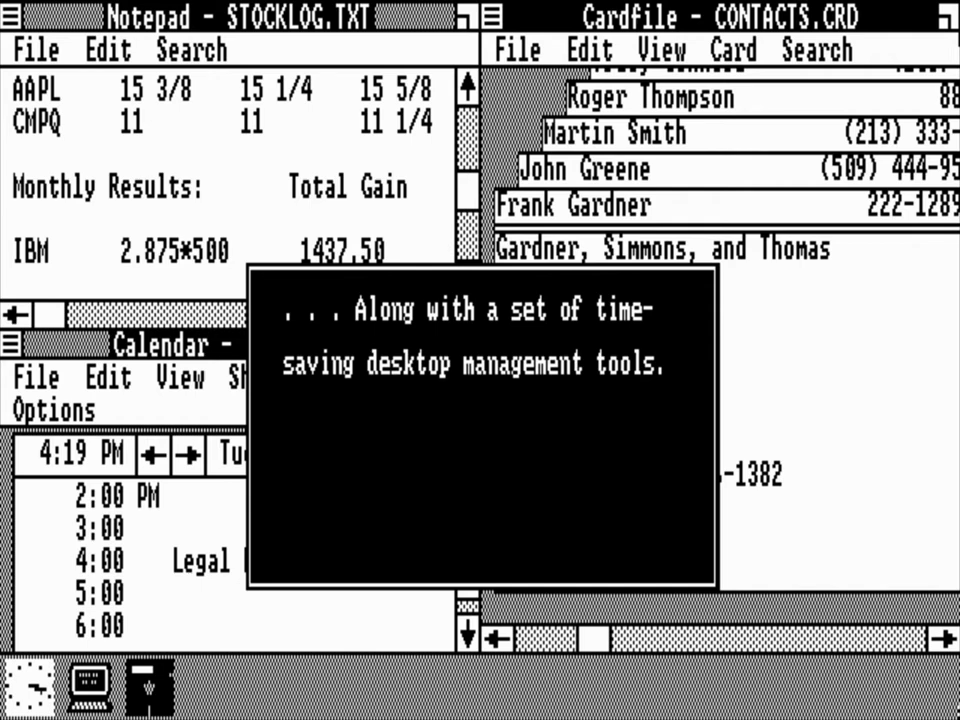 Notepad - STOCKLOG.TXT
File Edit Search
AAPL 15 3/8 15 1/4 15 5/8
CMPQ 11 11 11 1/4
Monthly Results: Total Gain
IBM 2.875*500 1437.50
Cardfile - CONTACTS.CRD
File Edit View Card Search
Roger Thompson 88
Martin Smith (213) 333-
John Greene (509) 444-95
Frank Gardner 222-1289
Gardner, Simmons, and Thomas
-1382
. . . Along with a set of time-
saving desktop management tools.
Calendar -
File Edit View Sh
Options
4:19 PM Tu
2:00 PM
3:00
4:00 Legal
5:00
6:00